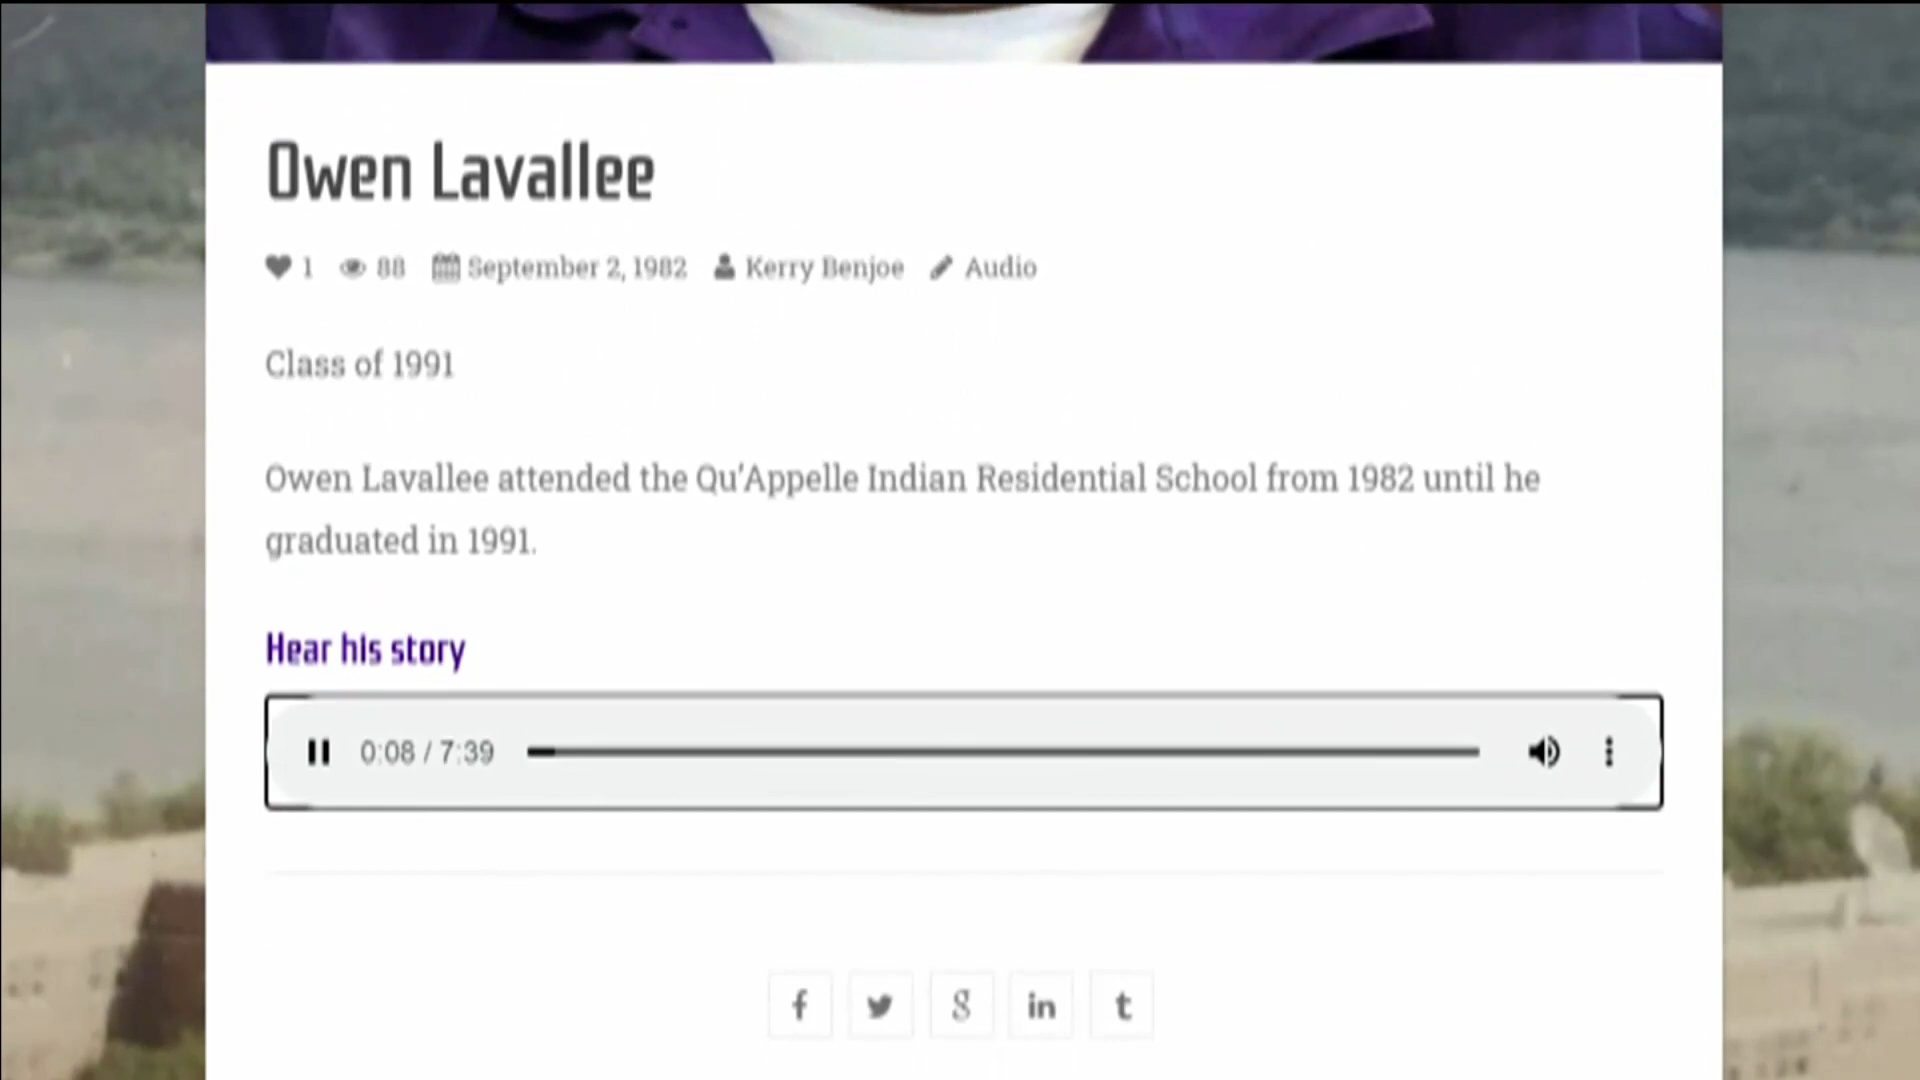 Owen Lavallee
1 88 September 2, 1982 Kerry Benjoe Audio
Class of 1991
Owen Lavallee attended the Qu'Appelle Indian Residential School from 1982 until he
graduated in 1991.
Hear his story
0:08 / 7:39
f g in t